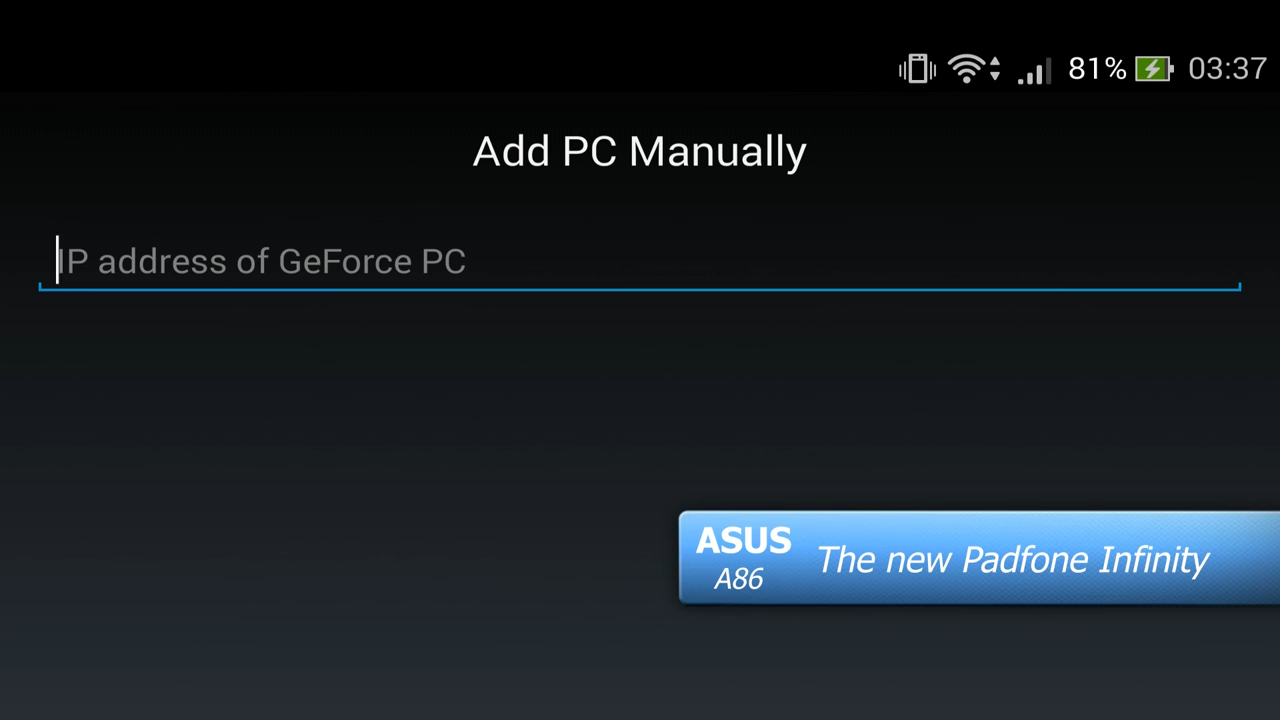 81% 03:37
Add PC Manually
IP address of GeForce PC
ASUS
A86
The new Padfone Infinity